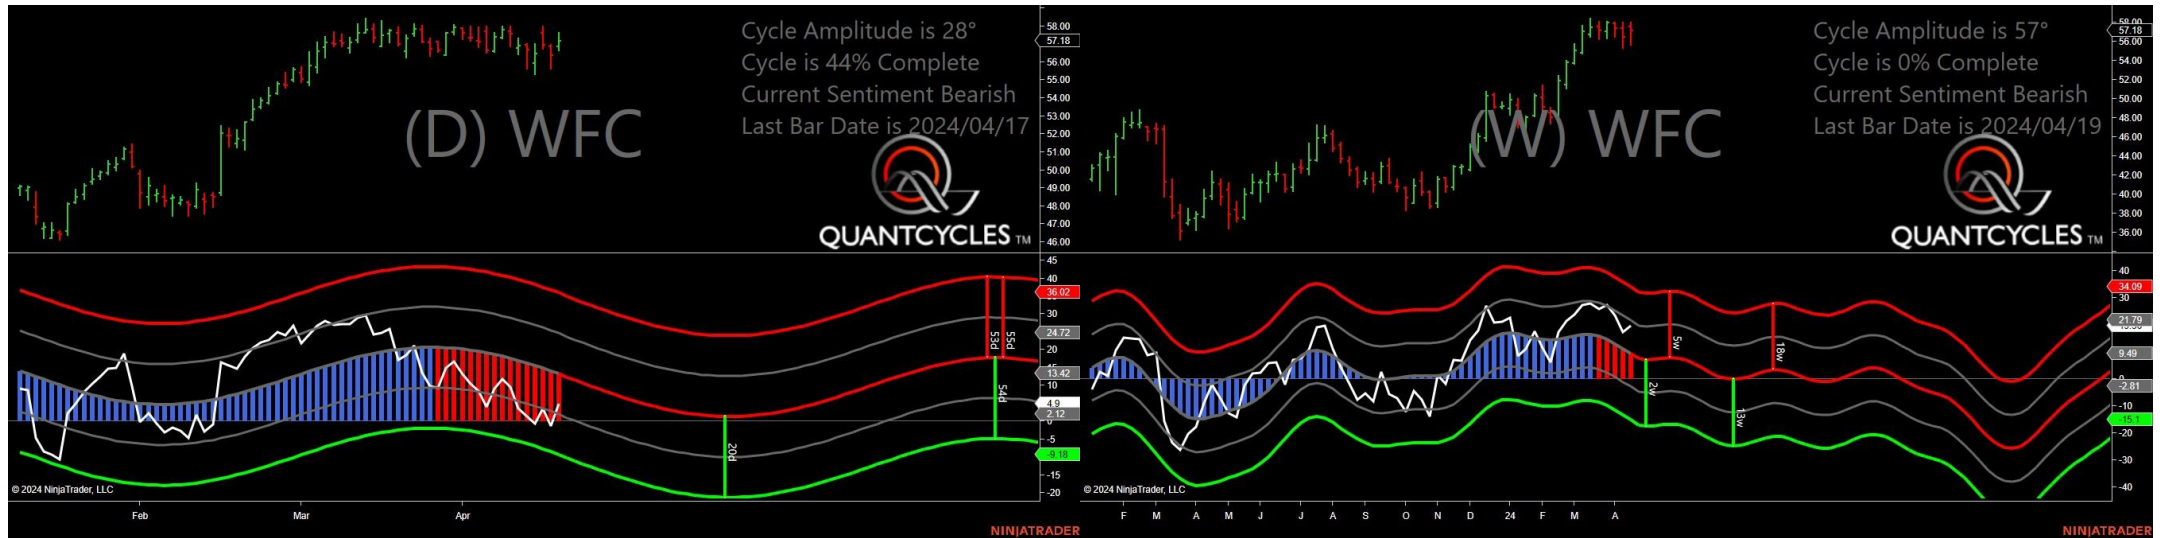 Cycle Amplitude is 28°
Cycle is 44% Complete
Current Sentiment Bearish
Last Bar Date is 2024/04/17
(D) WFC
QUANTCYCLES TM
58.00
57.18
56.00
55.00
54.00
53.00
52.00
51.00
50.00
49.00
48.00
47.00
46.00
45
40
36.02
30
24.72
20
13.42
10
4.9
2.12
0
-5
-9.18
-15
-20
53d
55d
54d
20d
© 2024 NinjaTrader, LLC
Feb
Mar
Apr
NINJATRADER
Cycle Amplitude is 57°
Cycle is 0% Complete
Current Sentiment Bearish
Last Bar Date is 2024/04/19
(W) WFC
QUANTCYCLES TM
58.00
57.18
56.00
54.00
52.00
50.00
48.00
46.00
44.00
42.00
40.00
38.00
36.00
40
34.09
30
21.79
9.49
0
-2.81
-10
-15.1
-20
-30
-40
5w
18w
2w
13w
© 2024 NinjaTrader, LLC
F
M
A
M
J
J
A
S
O
N
D
24
F
M
A
NINJATRADER